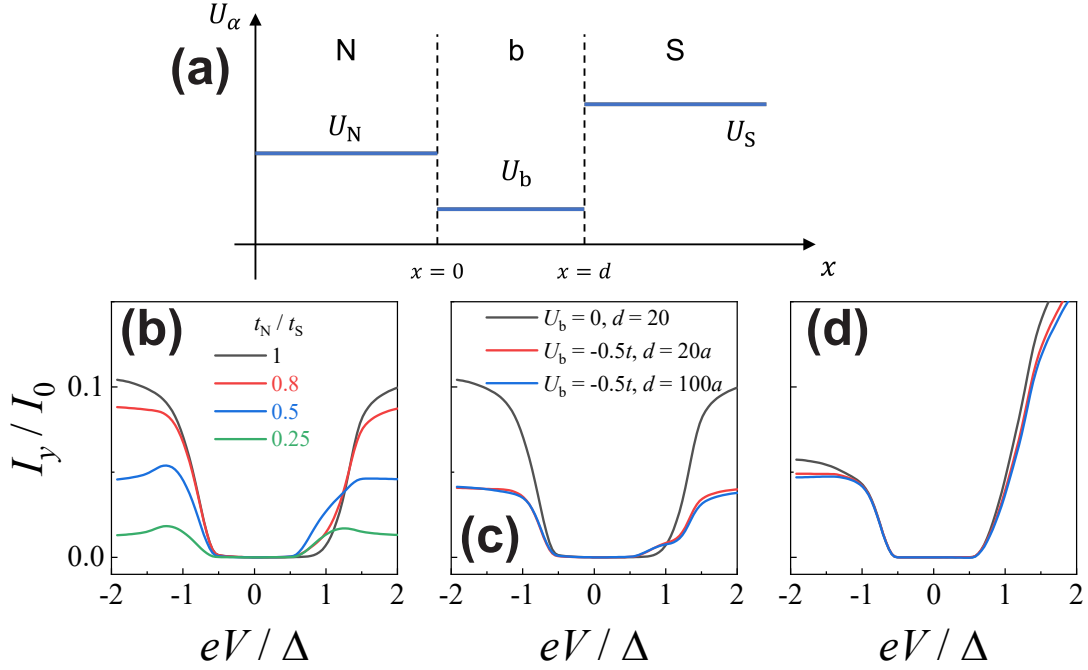 U_α
N b S
(a)
U_N
U_b
U_S
x = 0 x = d x
(b)
t_N / t_S
1
0.8
0.5
0.25
0.1
0.0
I_y / I_0
-2 -1 0 1 2
eV / Δ
U_b = 0, d = 20
U_b = -0.5t, d = 20a
U_b = -0.5t, d = 100a
(c)
-2 -1 0 1 2
eV / Δ
(d)
-2 -1 0 1 2
eV / Δ